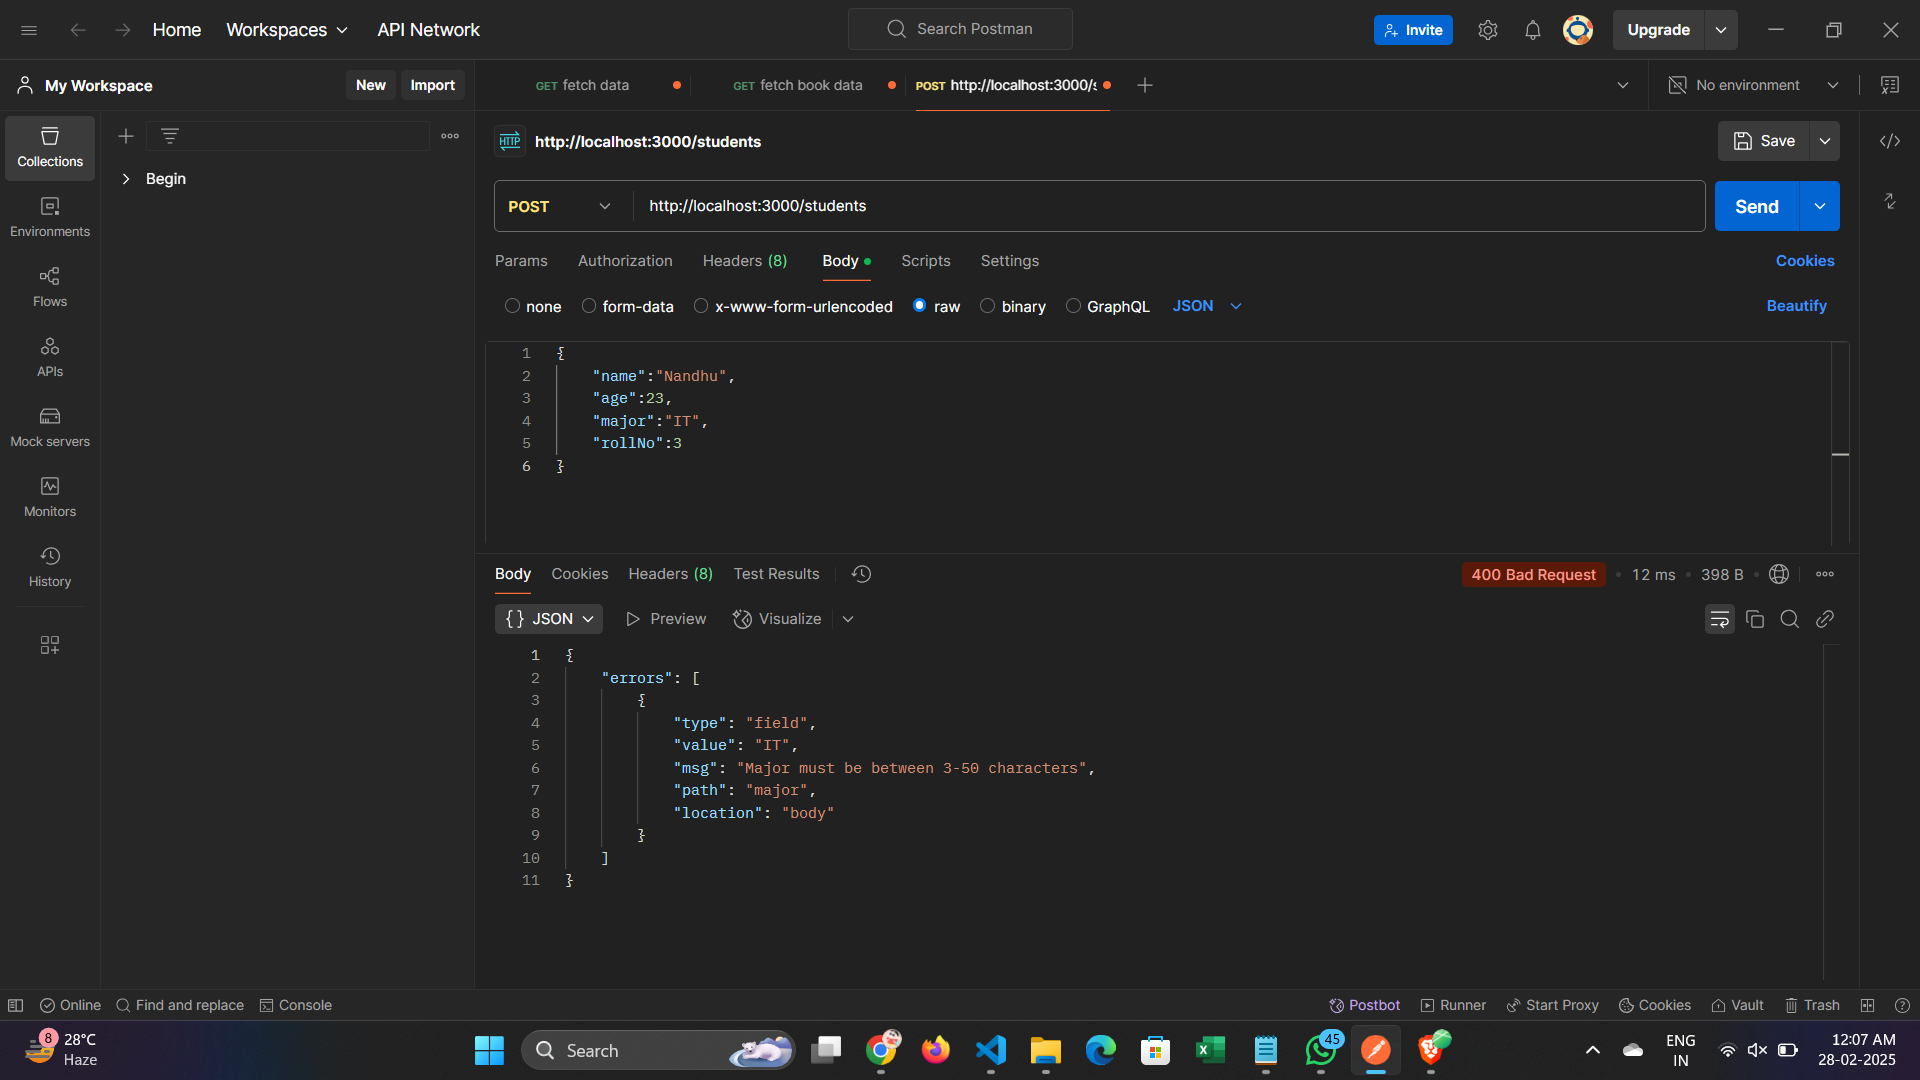 Home
Workspaces
API Network
Search Postman
Invite
Upgrade
My Workspace
New
Import
GET fetch data
GET fetch book data
POST http://localhost:3000/s
No environment
Collections
Begin
Environments
Flows
APIs
Mock servers
Monitors
History
HTTP
http://localhost:3000/students
Save
POST
http://localhost:3000/students
Send
Params
Authorization
Headers (8)
Body
Scripts
Settings
Cookies
none
form-data
x-www-form-urlencoded
raw
binary
GraphQL
JSON
Beautify
1 {
2 "name":"Nandhu",
3 "age":23,
4 "major":"IT",
5 "rollNo":3
6 }
Body
Cookies
Headers (8)
Test Results
400 Bad Request
12 ms
398 B
{} JSON
Preview
Visualize
1 {
2 "errors": [
3 {
4 "type": "field",
5 "value": "IT",
6 "msg": "Major must be between 3-50 characters",
7 "path": "major",
8 "location": "body"
9 }
10 ]
11 }
Online
Find and replace
Console
Postbot
Runner
Start Proxy
Cookies
Vault
Trash
8
28°C
Haze
Search
45
ENG
IN
12:07 AM
28-02-2025